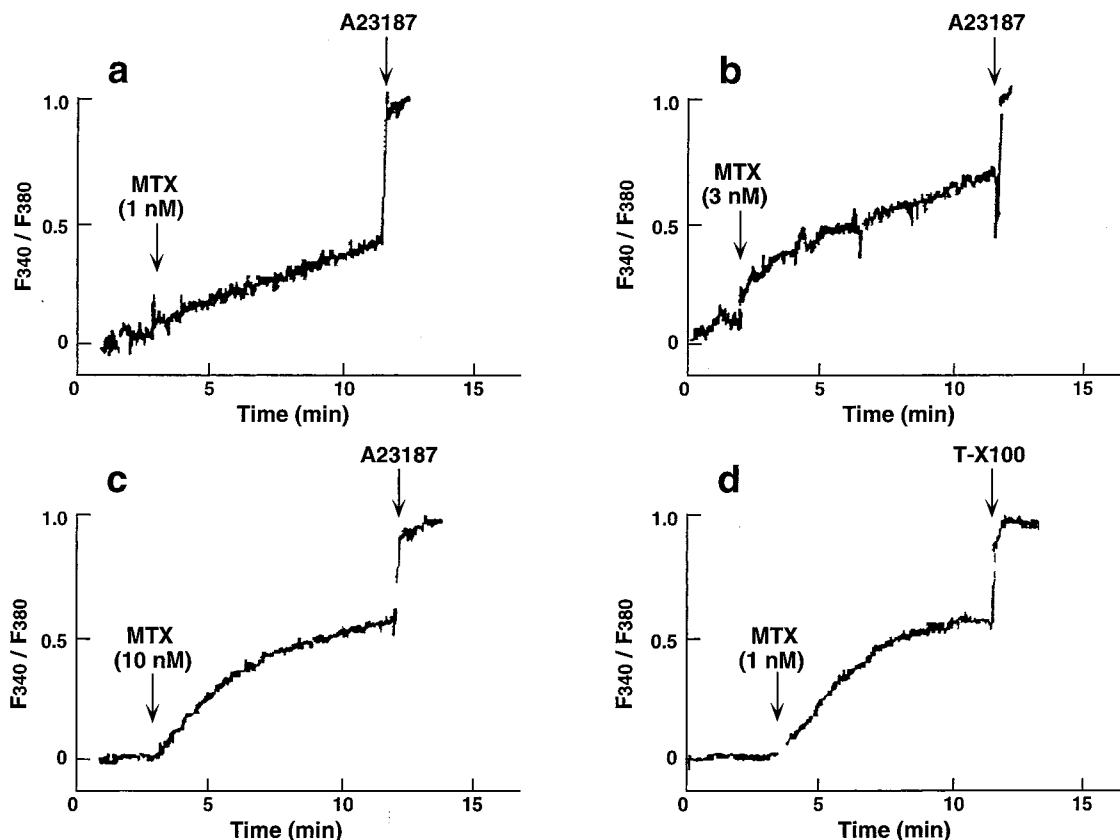 a
A23187
1.0
MTX
(1 nM)
0.5
0
F340 / F380
0 5 10 15
Time (min)
b
A23187
1.0
MTX
(3 nM)
0.5
0
F340 / F380
0 5 10 15
Time (min)
c
A23187
1.0
MTX
(10 nM)
0.5
0
F340 / F380
0 5 10 15
Time (min)
d
T-X100
1.0
MTX
(1 nM)
0.5
0
F340 / F380
0 5 10 15
Time (min)